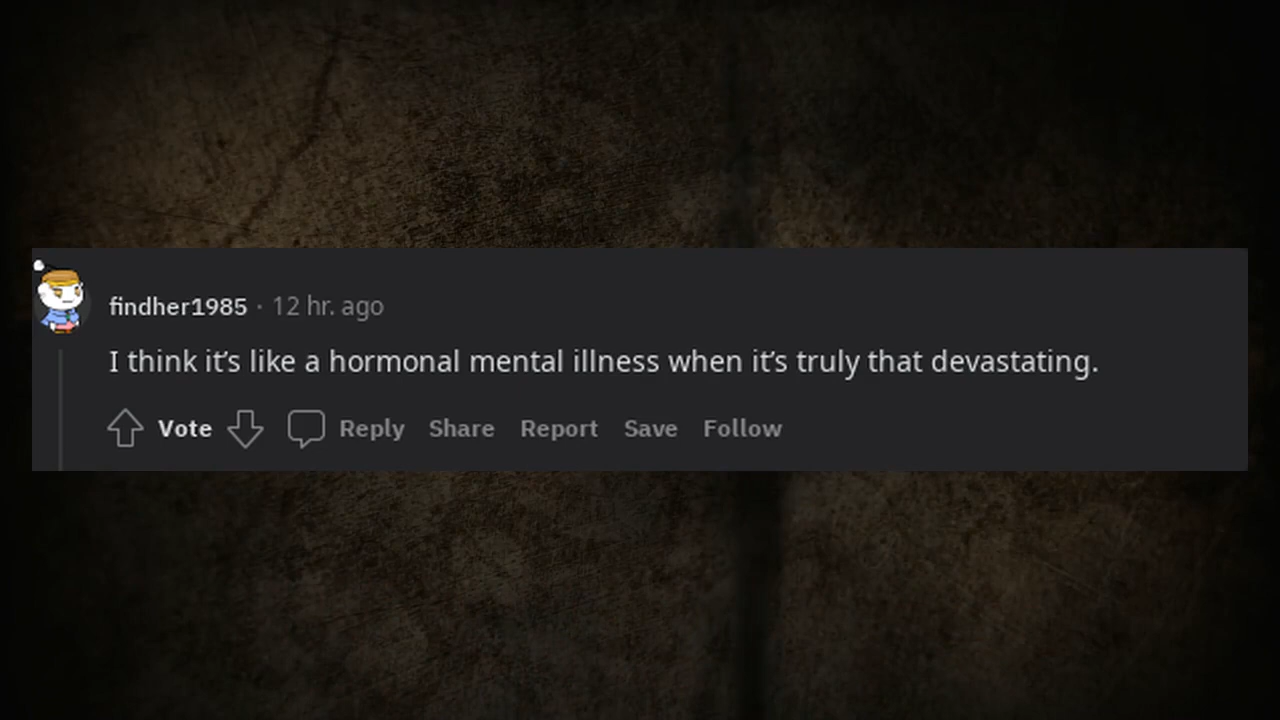 findher1985 · 12 hr. ago
I think it’s like a hormonal mental illness when it’s truly that devastating.
Vote Reply Share Report Save Follow